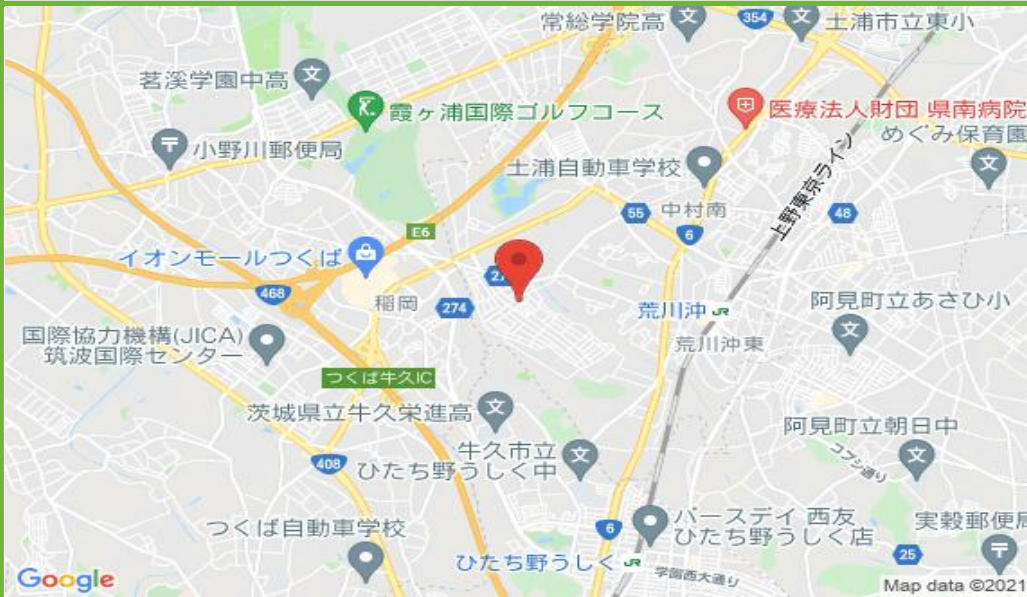 常総学院高
354
土浦市立東小
茗溪学園中高
霞ヶ浦国際ゴルフコース
医療法人財団 県南病院
めぐみ保育園
小野川郵便局
土浦自動車学校
上野東京ライン
55
中村南
48
6
E6
イオンモールつくば
468
稲岡
274
荒川沖 JR
阿見町立あさひ小
国際協力機構(JICA)
筑波国際センター
荒川沖東
つくば牛久IC
茨城県立牛久栄進高
阿見町立朝日中
牛久市立
ひたち野うしく中
コブシ通り
408
つくば自動車学校
6
バースデイ 西友
ひたち野うしく店
実穀郵便局
25
ひたち野うしく JR
学園西大通り
Google
Map data ©2021